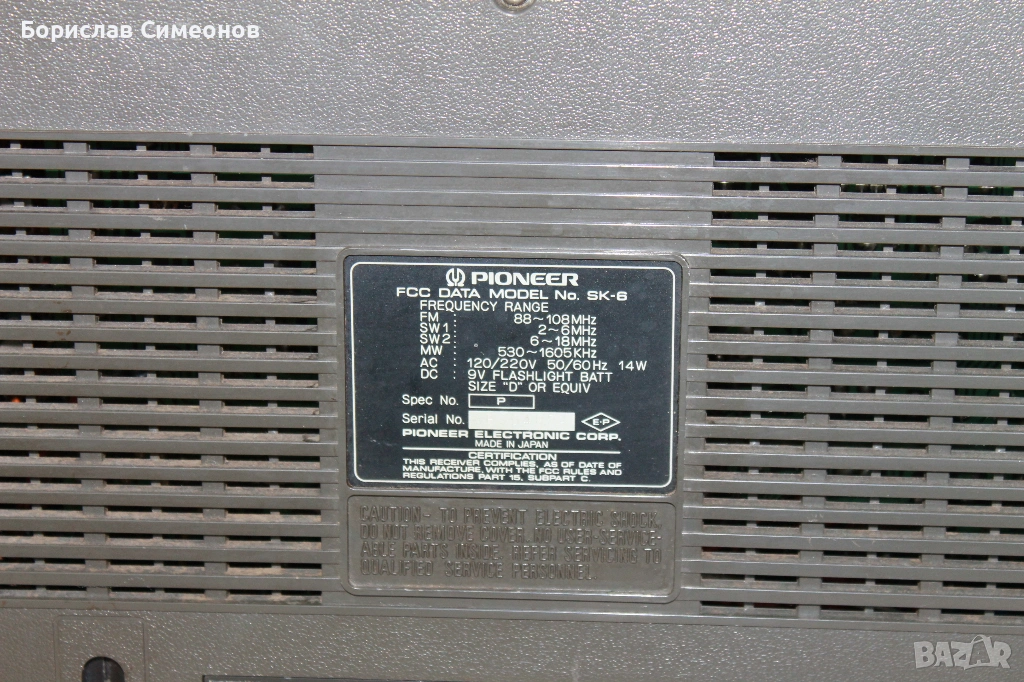 Борислав Симеонов
PIONEER
FCC DATA MODEL No. SK-6
FREQUENCY RANGE
FM : 88~108MHz
SW1 : 2~6MHz
SW2 : 6~18MHz
MW : 530~1605KHz
AC : 120/220V 50/60Hz 14W
DC : 9V FLASHLIGHT BATT
SIZE "D" OR EQUIV
Spec No. P
Serial No.
E-P
PIONEER ELECTRONIC CORP.
MADE IN JAPAN
CERTIFICATION
THIS RECEIVER COMPLIES, AS OF DATE OF
MANUFACTURE, WITH THE FCC RULES AND
REGULATIONS PART 15, SUBPART C.
CAUTION - TO PREVENT ELECTRIC SHOCK,
DO NOT REMOVE COVER. NO USER-SERVICE-
ABLE PARTS INSIDE. REFER SERVICING TO
QUALIFIED SERVICE PERSONNEL.
BAZAR